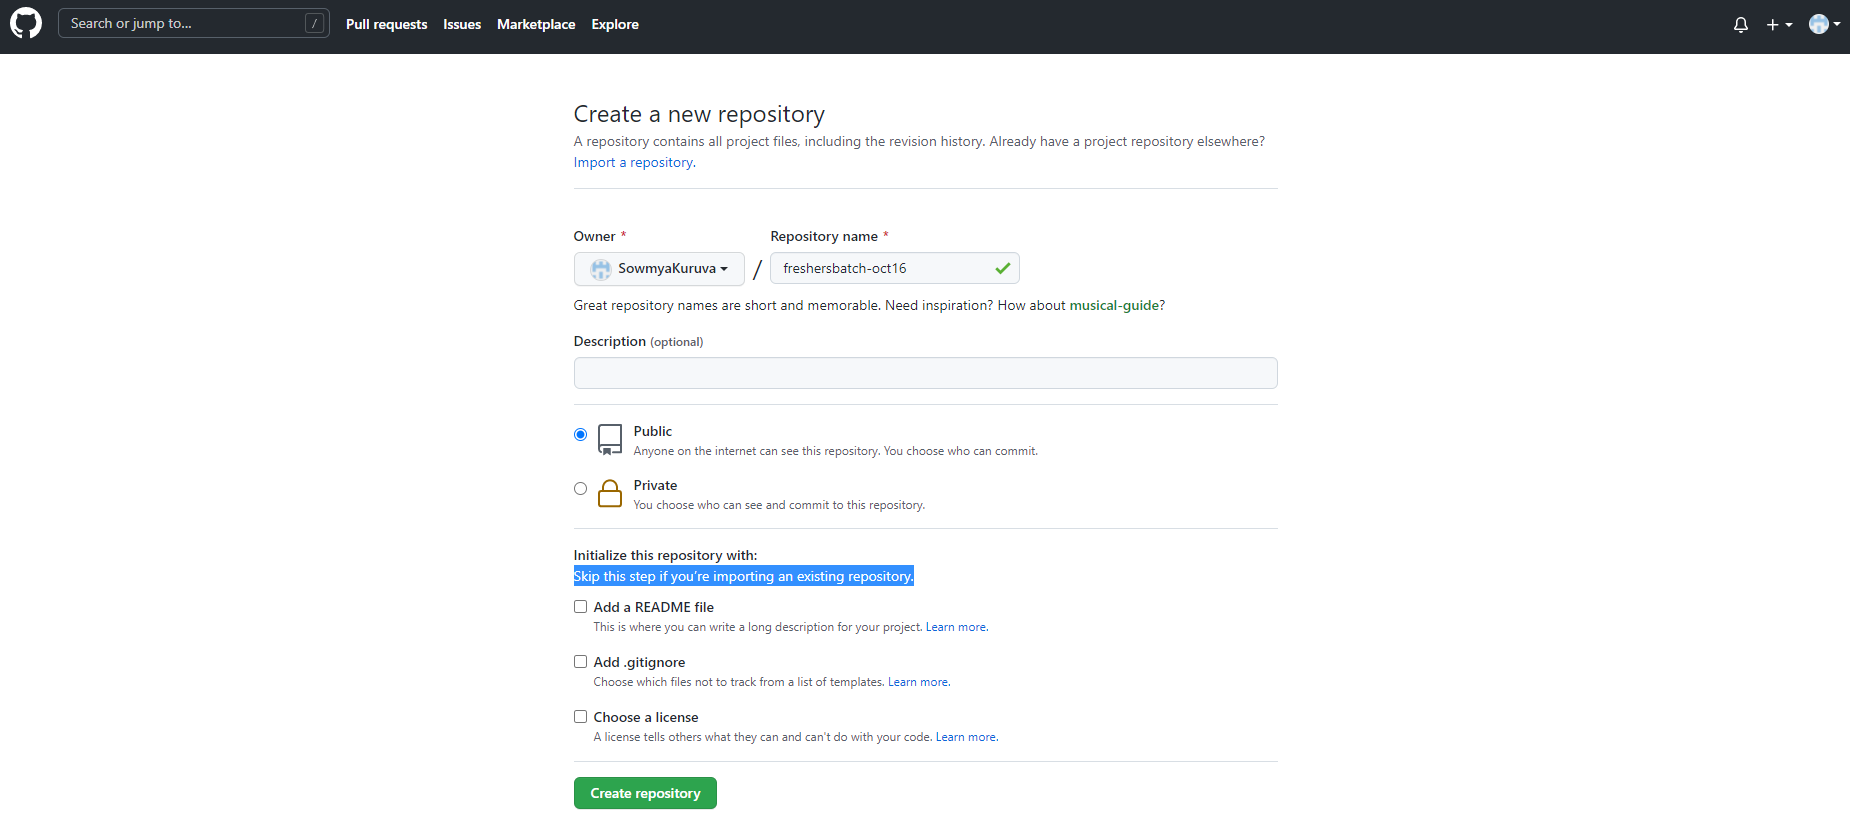 Search or jump to... /
Pull requests Issues Marketplace Explore
Create a new repository
A repository contains all project files, including the revision history. Already have a project repository elsewhere?
Import a repository.
Owner * Repository name *
SowmyaKuruva / freshersbatch-oct16
Great repository names are short and memorable. Need inspiration? How about musical-guide?
Description (optional)
Public
Anyone on the internet can see this repository. You choose who can commit.
Private
You choose who can see and commit to this repository.
Initialize this repository with:
Skip this step if you’re importing an existing repository.
Add a README file
This is where you can write a long description for your project. Learn more.
Add .gitignore
Choose which files not to track from a list of templates. Learn more.
Choose a license
A license tells others what they can and can't do with your code. Learn more.
Create repository